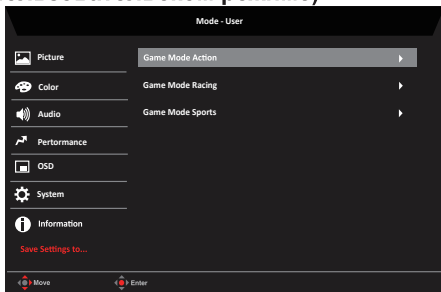 Mode - User
Picture
Game Mode Action
Color
Game Mode Racing
Audio
Game Mode Sports
Pertormance
OSD
System
Information
Save Settings to...
Move
Enter